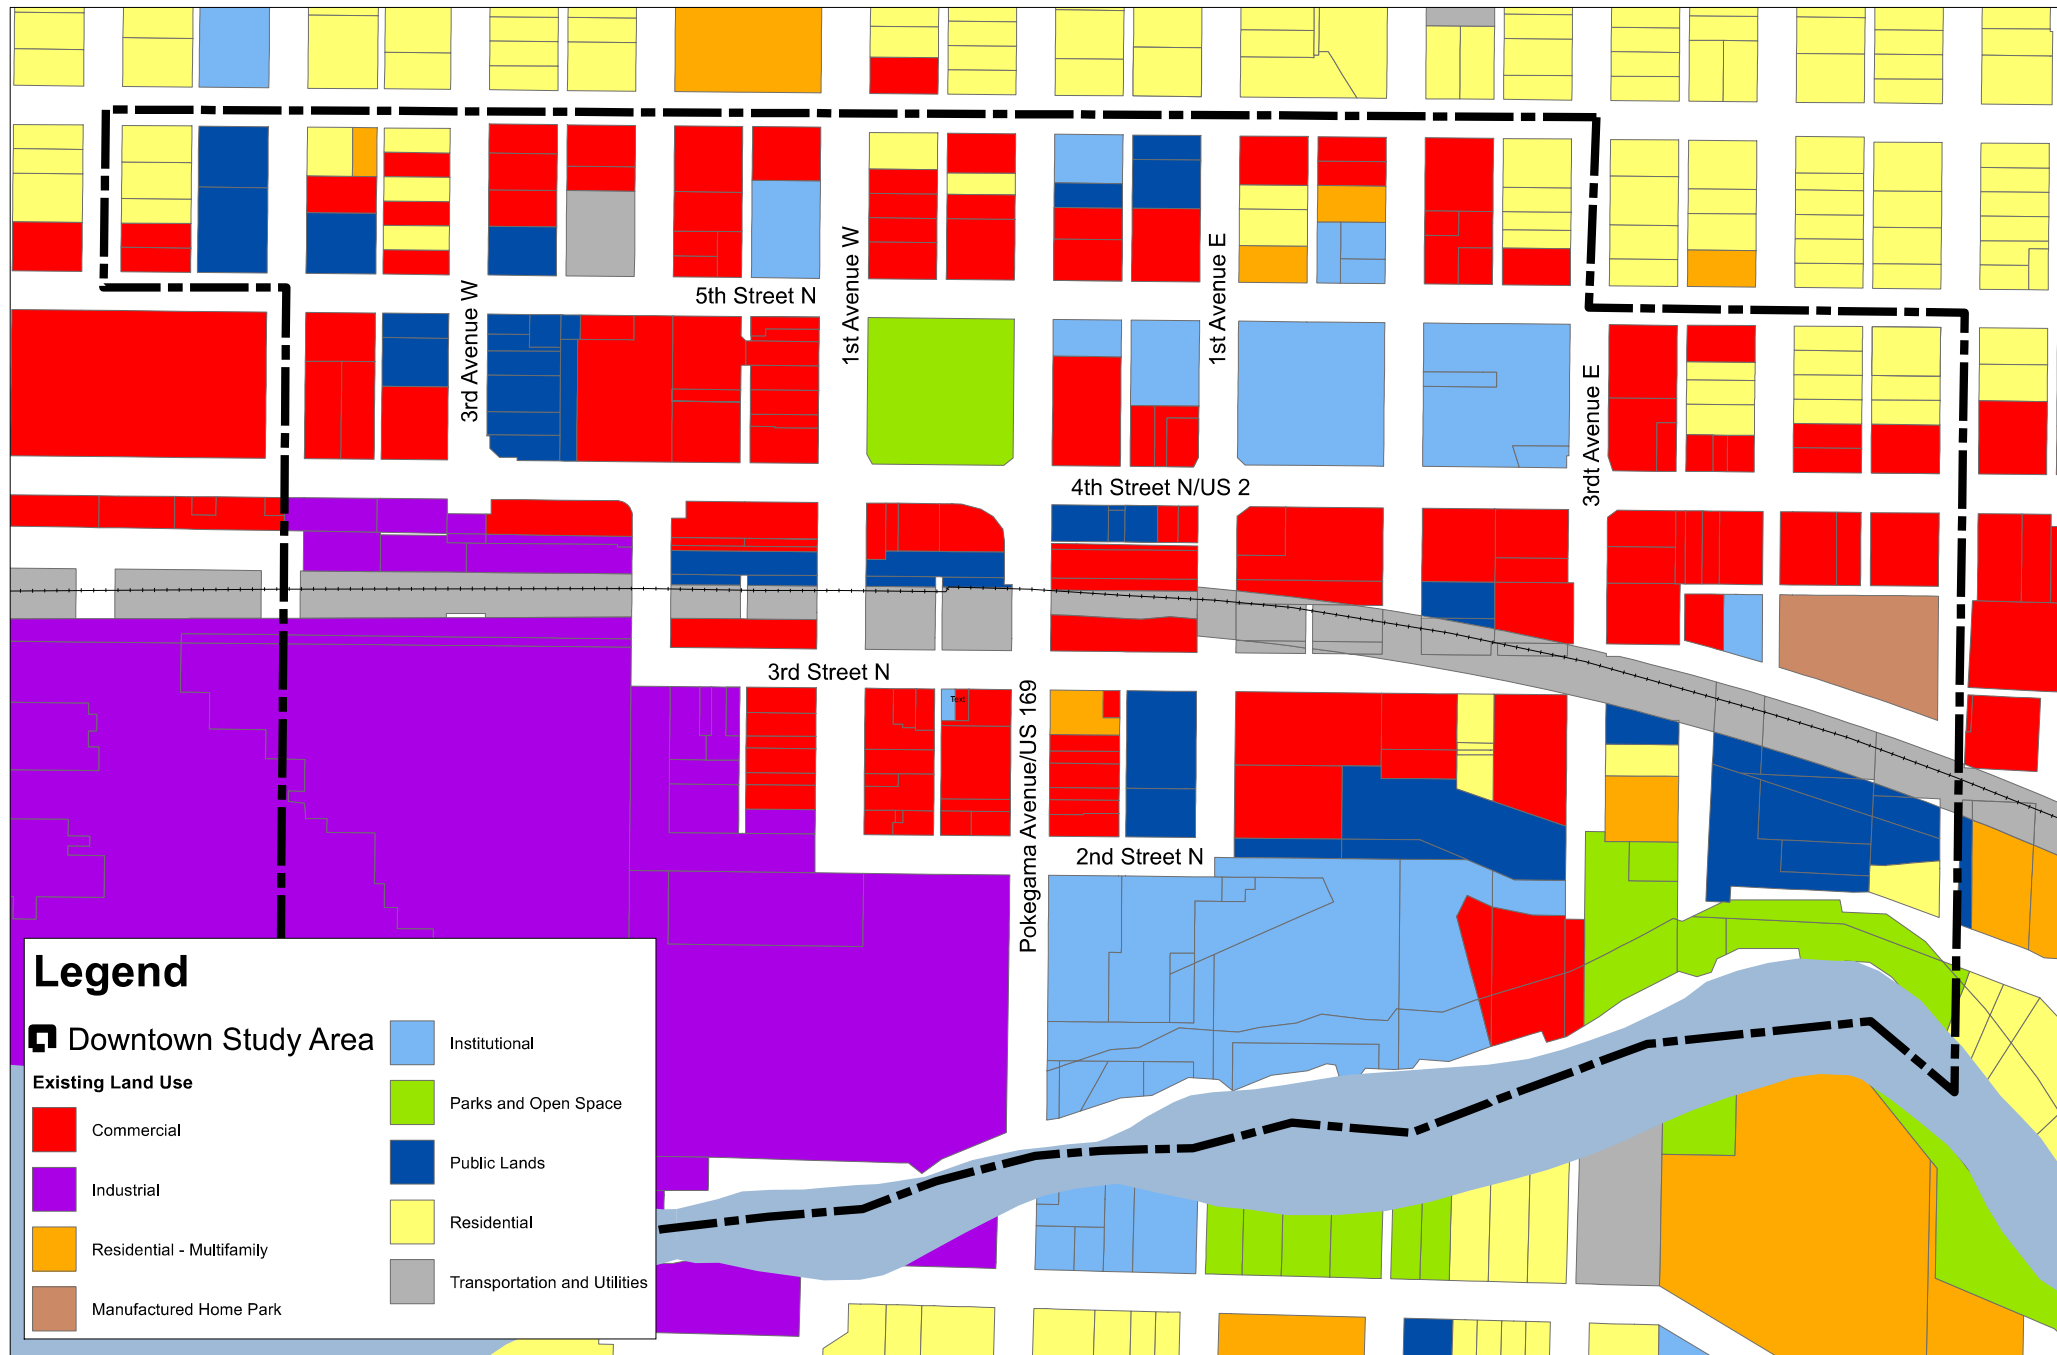 5th Street N
1st Avenue W
1st Avenue E
3rd Avenue W
3rdt Avenue E
4th Street N/US 2
3rd Street N
Text
Pokegama Avenue/US 169
2nd Street N
Legend
Downtown Study Area
Existing Land Use
Commercial
Industrial
Residential - Multifamily
Manufactured Home Park
Institutional
Parks and Open Space
Public Lands
Residential
Transportation and Utilities